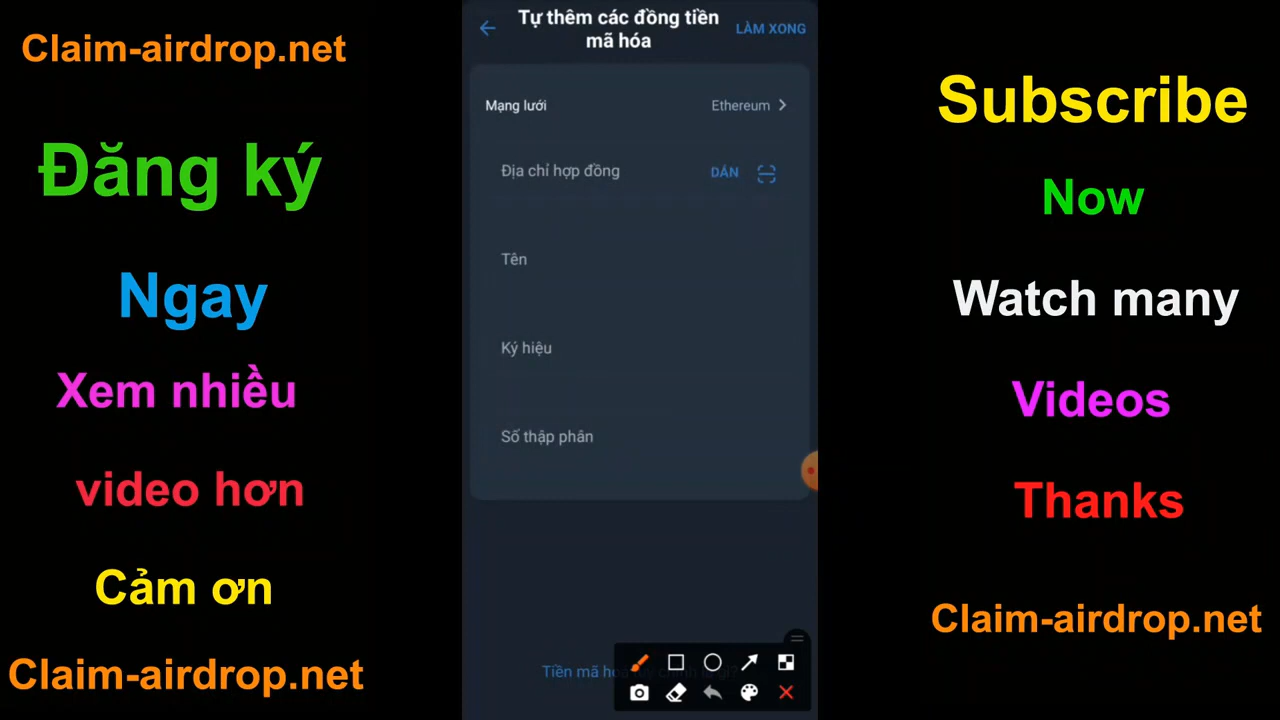 Claim-airdrop.net
Đăng ký
Ngay
Xem nhiều
video hơn
Cảm ơn
Claim-airdrop.net
Tự thêm các đồng tiền
mã hóa
LÀM XONG
Mạng lưới
Ethereum
Địa chỉ hợp đồng
DÁN
Tên
Ký hiệu
Số thập phân
Tiền mã
Subscribe
Now
Watch many
Videos
Thanks
Claim-airdrop.net